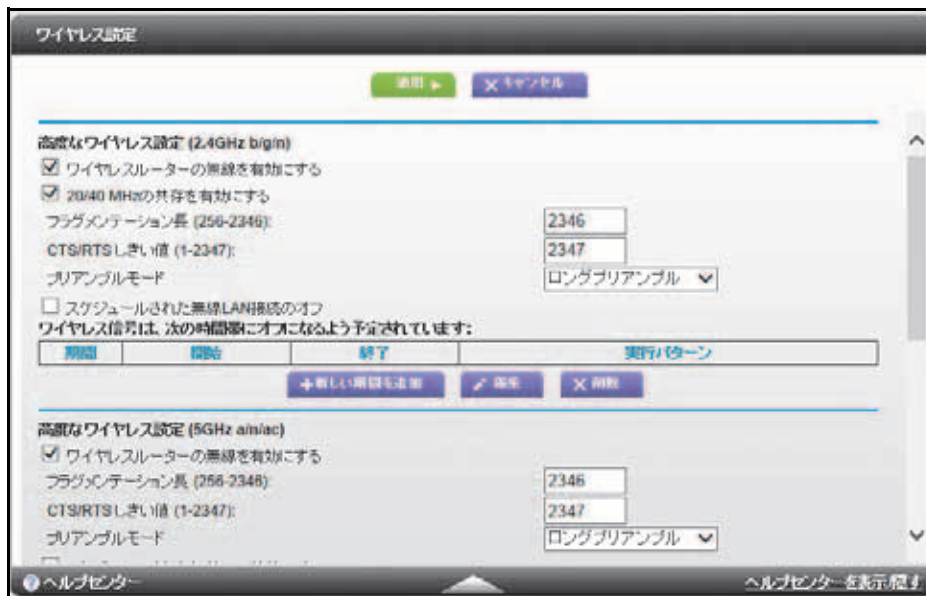 ワイヤレス設定
適用
キャンセル
高度なワイヤレス設定 (2.4GHz b/g/n)
ワイヤレスルーターの無線を有効にする
20/40 MHzの共存を有効にする
フラグメンテーション長 (256-2346): 2346
CTS/RTSしきい値 (1-2347): 2347
プリアンブルモード ロングプリアンブル
スケジュールされた無線LAN接続のオフ
ワイヤレス信号は、次の時間帯にオフになるよう予定されています:
期間 開始 終了 実行パターン
新しい期間を追加 編集 削除
高度なワイヤレス設定 (5GHz a/n/ac)
ワイヤレスルーターの無線を有効にする
フラグメンテーション長 (256-2346): 2346
CTS/RTSしきい値 (1-2347): 2347
プリアンブルモード ロングプリアンブル
ヘルプセンター ヘルプセンターを表示/隠す